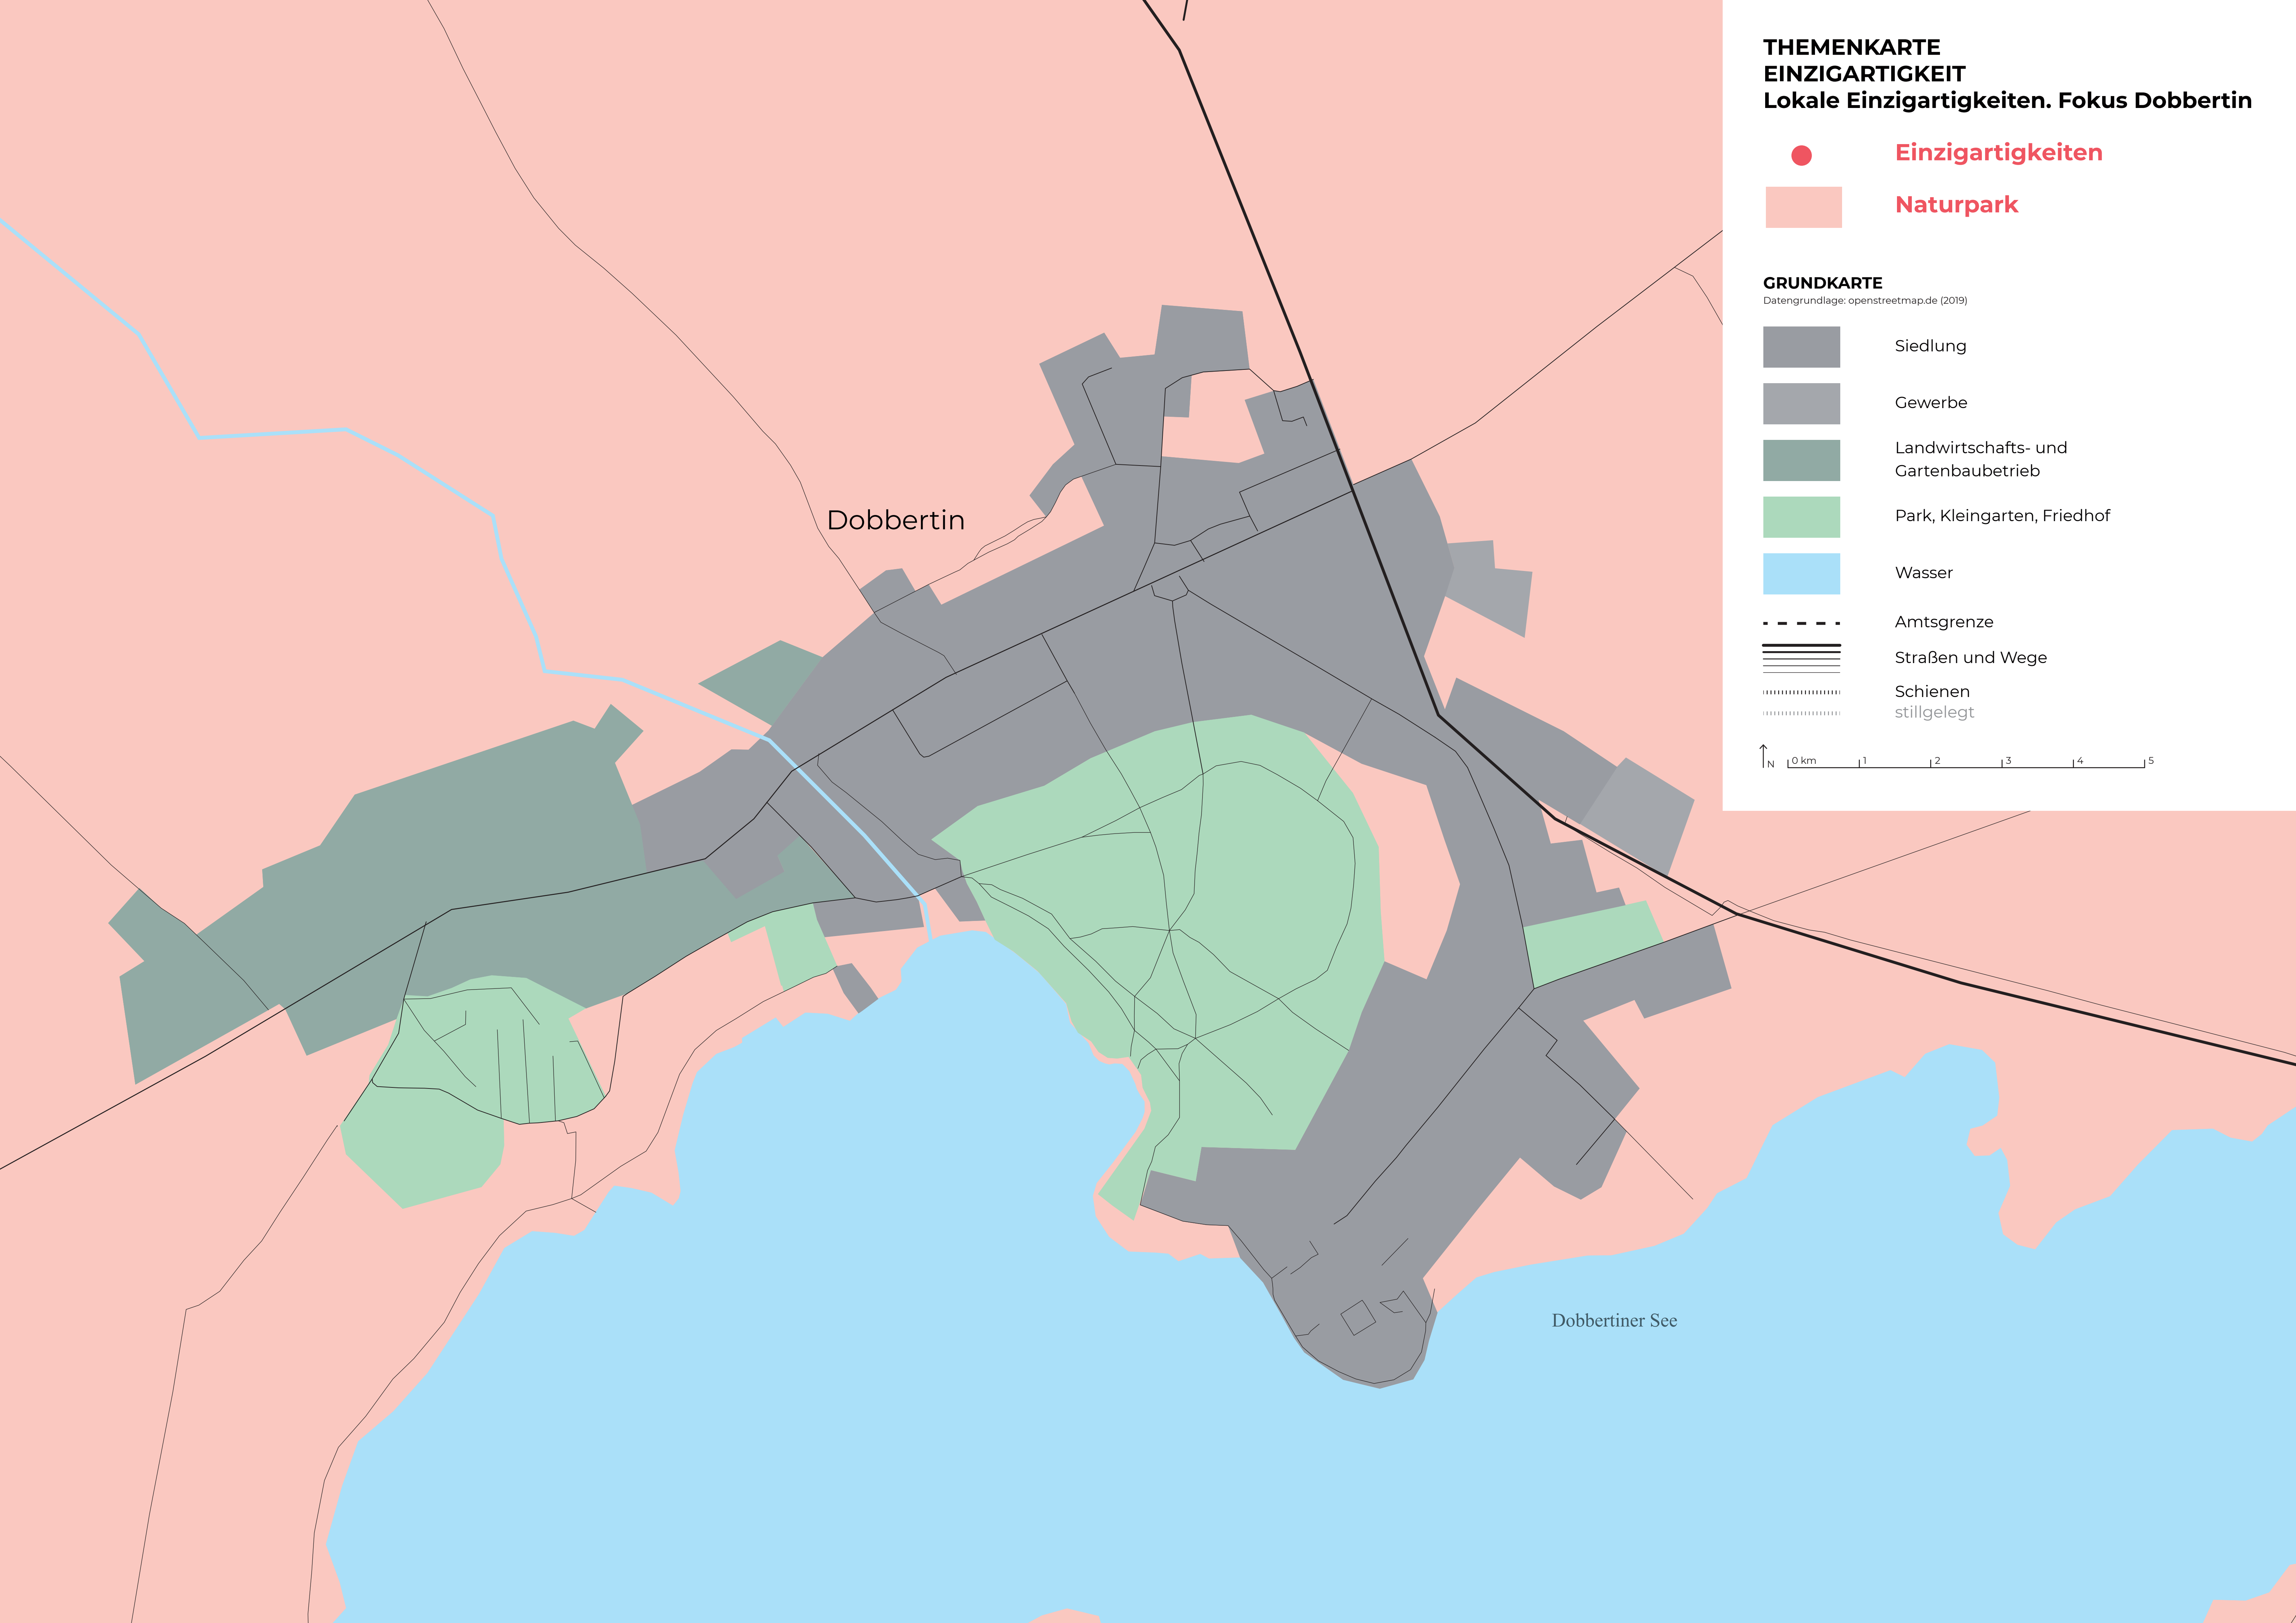 THEMENKARTE
EINZIGARTIGKEIT
Lokale Einzigartigkeiten. Fokus Dobbertin
Einzigartigkeiten
Naturpark
GRUNDKARTE
Datengrundlage: openstreetmap.de (2019)
Siedlung
Gewerbe
Landwirtschafts- und
Gartenbaubetrieb
Park, Kleingarten, Friedhof
Wasser
Amtsgrenze
Straßen und Wege
Schienen
stillgelegt
N 0 km 1 2 3 4 5
Dobbertin
Dobbertiner See